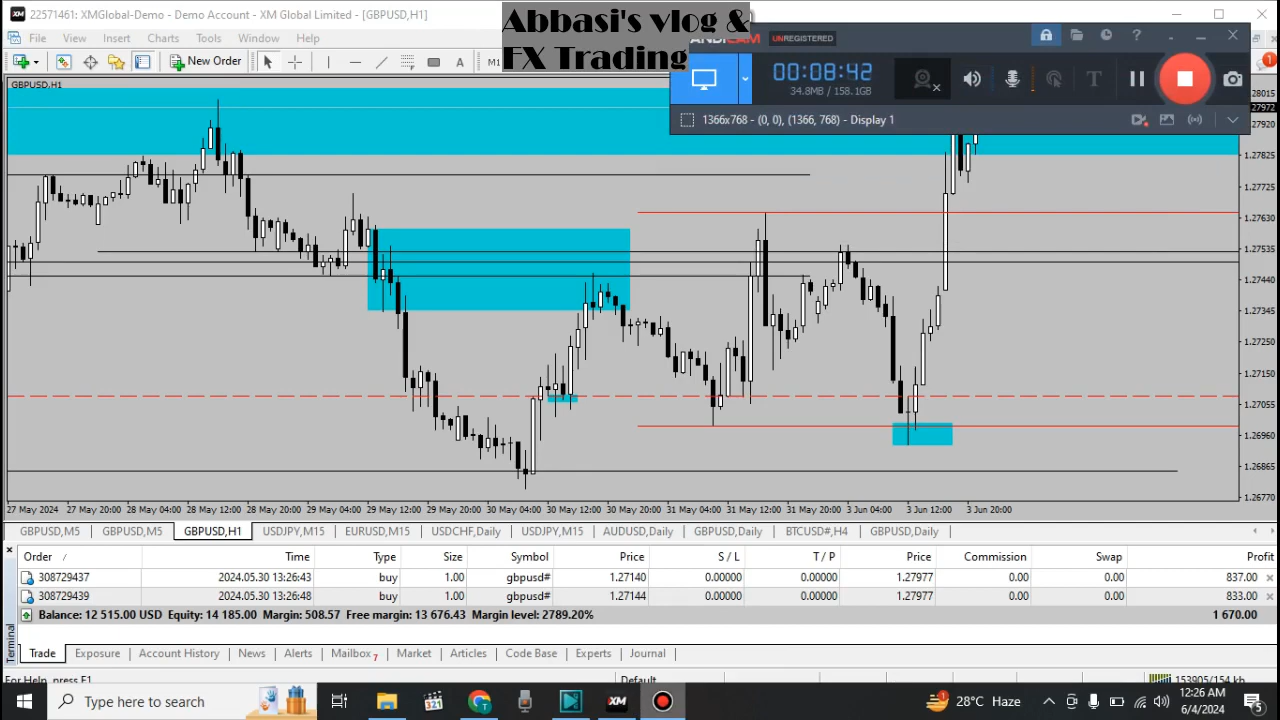 22571461: XMGlobal-Demo - Demo Account - XM Global Limited - [GBPUSD,H1]
Abbasi's vlog &
FX Trading
UNREGISTERED
File View Insert Charts Tools Window Help
New Order
M1
00:08:42
34.8MB / 158.1GB
1366x768 - (0, 0), (1366, 768) - Display 1
GBPUSD,H1
28015
27972
27920
1.27825
1.27725
1.27630
1.27535
1.27440
1.27345
1.27250
1.27150
1.27055
1.26960
1.26865
1.26770
27 May 2024 27 May 20:00 28 May 04:00 28 May 12:00 28 May 20:00 29 May 04:00 29 May 12:00 29 May 20:00 30 May 04:00 30 May 12:00 30 May 20:00 31 May 04:00 31 May 12:00 31 May 20:00 3 Jun 04:00 3 Jun 12:00 3 Jun 20:00
GBPUSD,M5 GBPUSD,M5 GBPUSD,H1 USDJPY,M15 EURUSD,M15 USDCHF,Daily USDJPY,M15 AUDUSD,Daily GBPUSD,Daily BTCUSD#,H4 GBPUSD,Daily
Order / Time Type Size Symbol Price S / L T / P Price Commission Swap Profit
308729437 2024.05.30 13:26:43 buy 1.00 gbpusd# 1.27140 0.00000 0.00000 1.27977 0.00 0.00 837.00
308729439 2024.05.30 13:26:48 buy 1.00 gbpusd# 1.27144 0.00000 0.00000 1.27977 0.00 0.00 833.00
Balance: 12 515.00 USD Equity: 14 185.00 Margin: 508.57 Free margin: 13 676.43 Margin level: 2789.20% 1 670.00
Terminal
Trade Exposure Account History News Alerts Mailbox 7 Market Articles Code Base Experts Journal
For Help, press F1 Default 153905/154 kb
Type here to search
28°C Haze
12:26 AM
6/4/2024
5